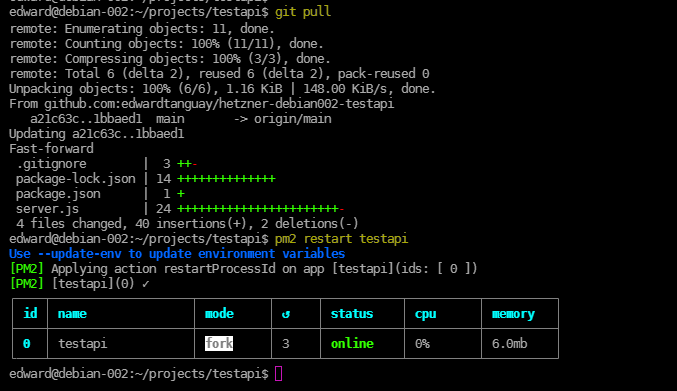 edward@debian-002:~/projects/testapi$ git pull
remote: Enumerating objects: 11, done.
remote: Counting objects: 100% (11/11), done.
remote: Compressing objects: 100% (3/3), done.
remote: Total 6 (delta 2), reused 6 (delta 2), pack-reused 0
Unpacking objects: 100% (6/6), 1.16 KiB | 148.00 KiB/s, done.
From github.com:edwardtanguay/hetzner-debian002-testapi
   a21c63c..1bbaed1  main       -> origin/main
Updating a21c63c..1bbaed1
Fast-forward
 .gitignore        |  3 ++-
 package-lock.json | 14 ++++++++++++++
 package.json      |  1 +
 server.js         | 24 +++++++++++++++++++++++-
 4 files changed, 40 insertions(+), 2 deletions(-)
edward@debian-002:~/projects/testapi$ pm2 restart testapi
Use --update-env to update environment variables
[PM2] Applying action restartProcessId on app [testapi](ids: [ 0 ])
[PM2] [testapi](0) ✓
id name mode ↺ status cpu memory
0 testapi fork 3 online 0% 6.0mb
edward@debian-002:~/projects/testapi$